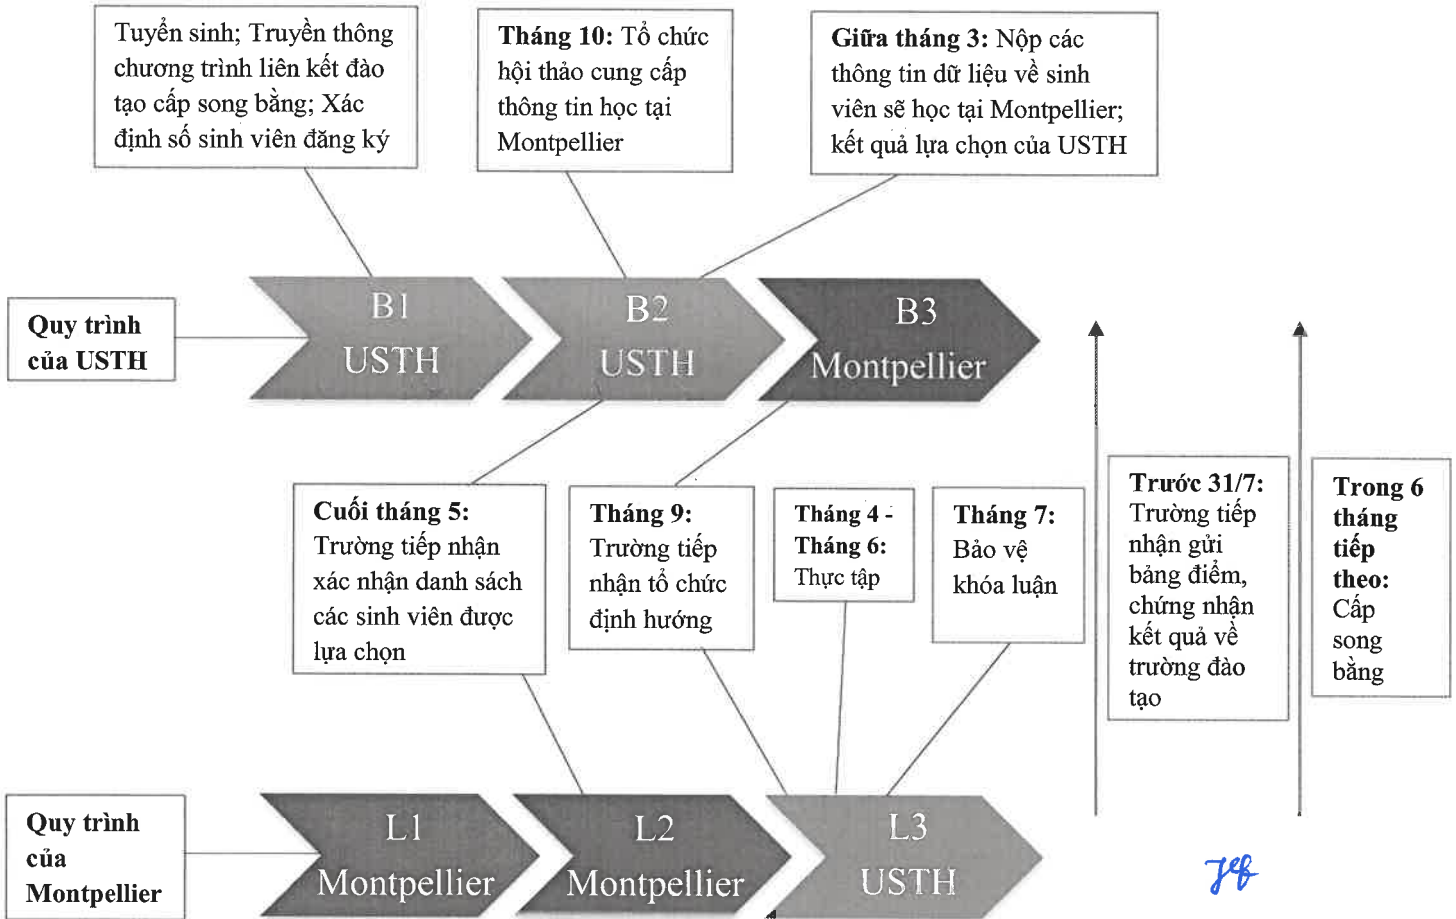 Tuyển sinh; Truyền thông
chương trình liên kết đào
tạo cấp song bằng; Xác
định số sinh viên đăng ký
Tháng 10: Tổ chức
hội thảo cung cấp
thông tin học tại
Montpellier
Giữa tháng 3: Nộp các
thông tin dữ liệu về sinh
viên sẽ học tại Montpellier;
kết quả lựa chọn của USTH
Quy trình
của USTH
B1
USTH
B2
USTH
B3
Montpellier
Cuối tháng 5:
Trường tiếp nhận
xác nhận danh sách
các sinh viên được
lựa chọn
Tháng 9:
Trường tiếp
nhận tổ chức
định hướng
Tháng 4 -
Tháng 6:
Thực tập
Tháng 7:
Bảo vệ
khóa luận
Trước 31/7:
Trường tiếp
nhận gửi
bảng điểm,
chứng nhận
kết quả về
trường đào
tạo
Trong 6
tháng
tiếp
theo:
Cấp
song
bằng
Quy trình
của
Montpellier
L1
Montpellier
L2
Montpellier
L3
USTH